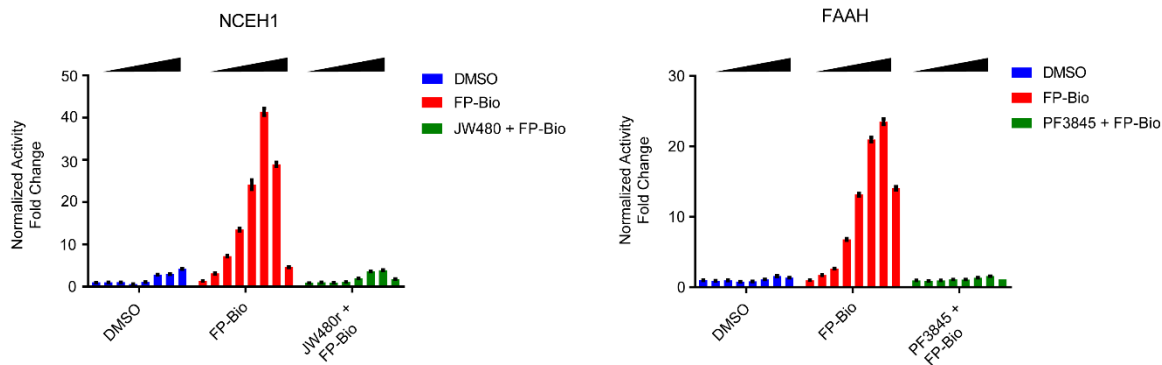 NCEH1
50
40
30
20
10
0
Normalized Activity
Fold Change
DMSO
FP-Bio
JW480r +
FP-Bio
DMSO
FP-Bio
JW480 + FP-Bio
FAAH
30
20
10
0
Normalized Activity
Fold Change
DMSO
FP-Bio
PF3845 +
FP-Bio
DMSO
FP-Bio
PF3845 + FP-Bio